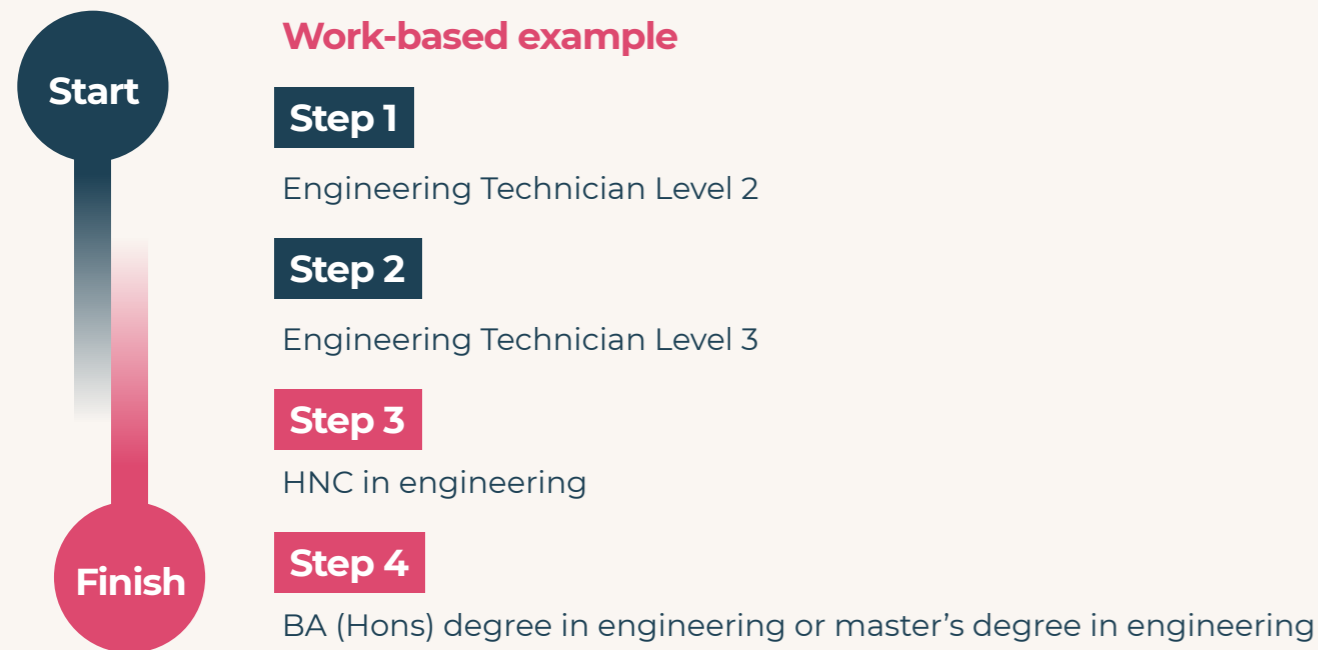 Start
Work-based example
Step 1
Engineering Technician Level 2
Step 2
Engineering Technician Level 3
Step 3
HNC in engineering
Finish
Step 4
BA (Hons) degree in engineering or master’s degree in engineering